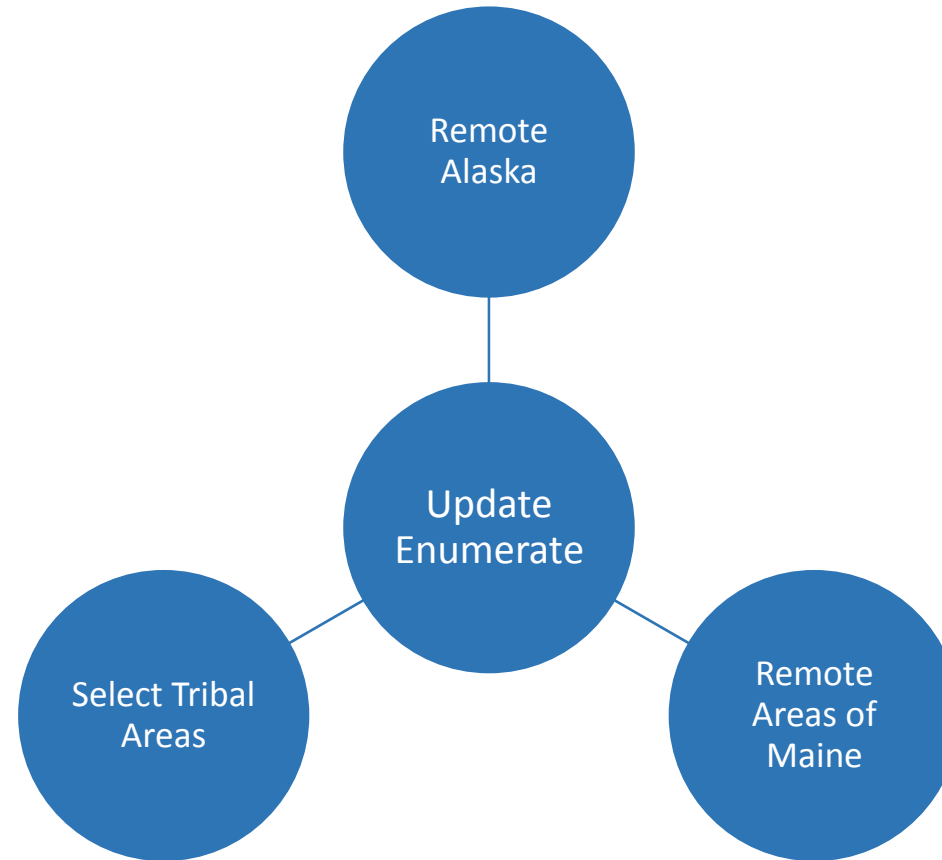 Remote
Alaska
Update
Enumerate
Select Tribal
Areas
Remote
Areas of
Maine